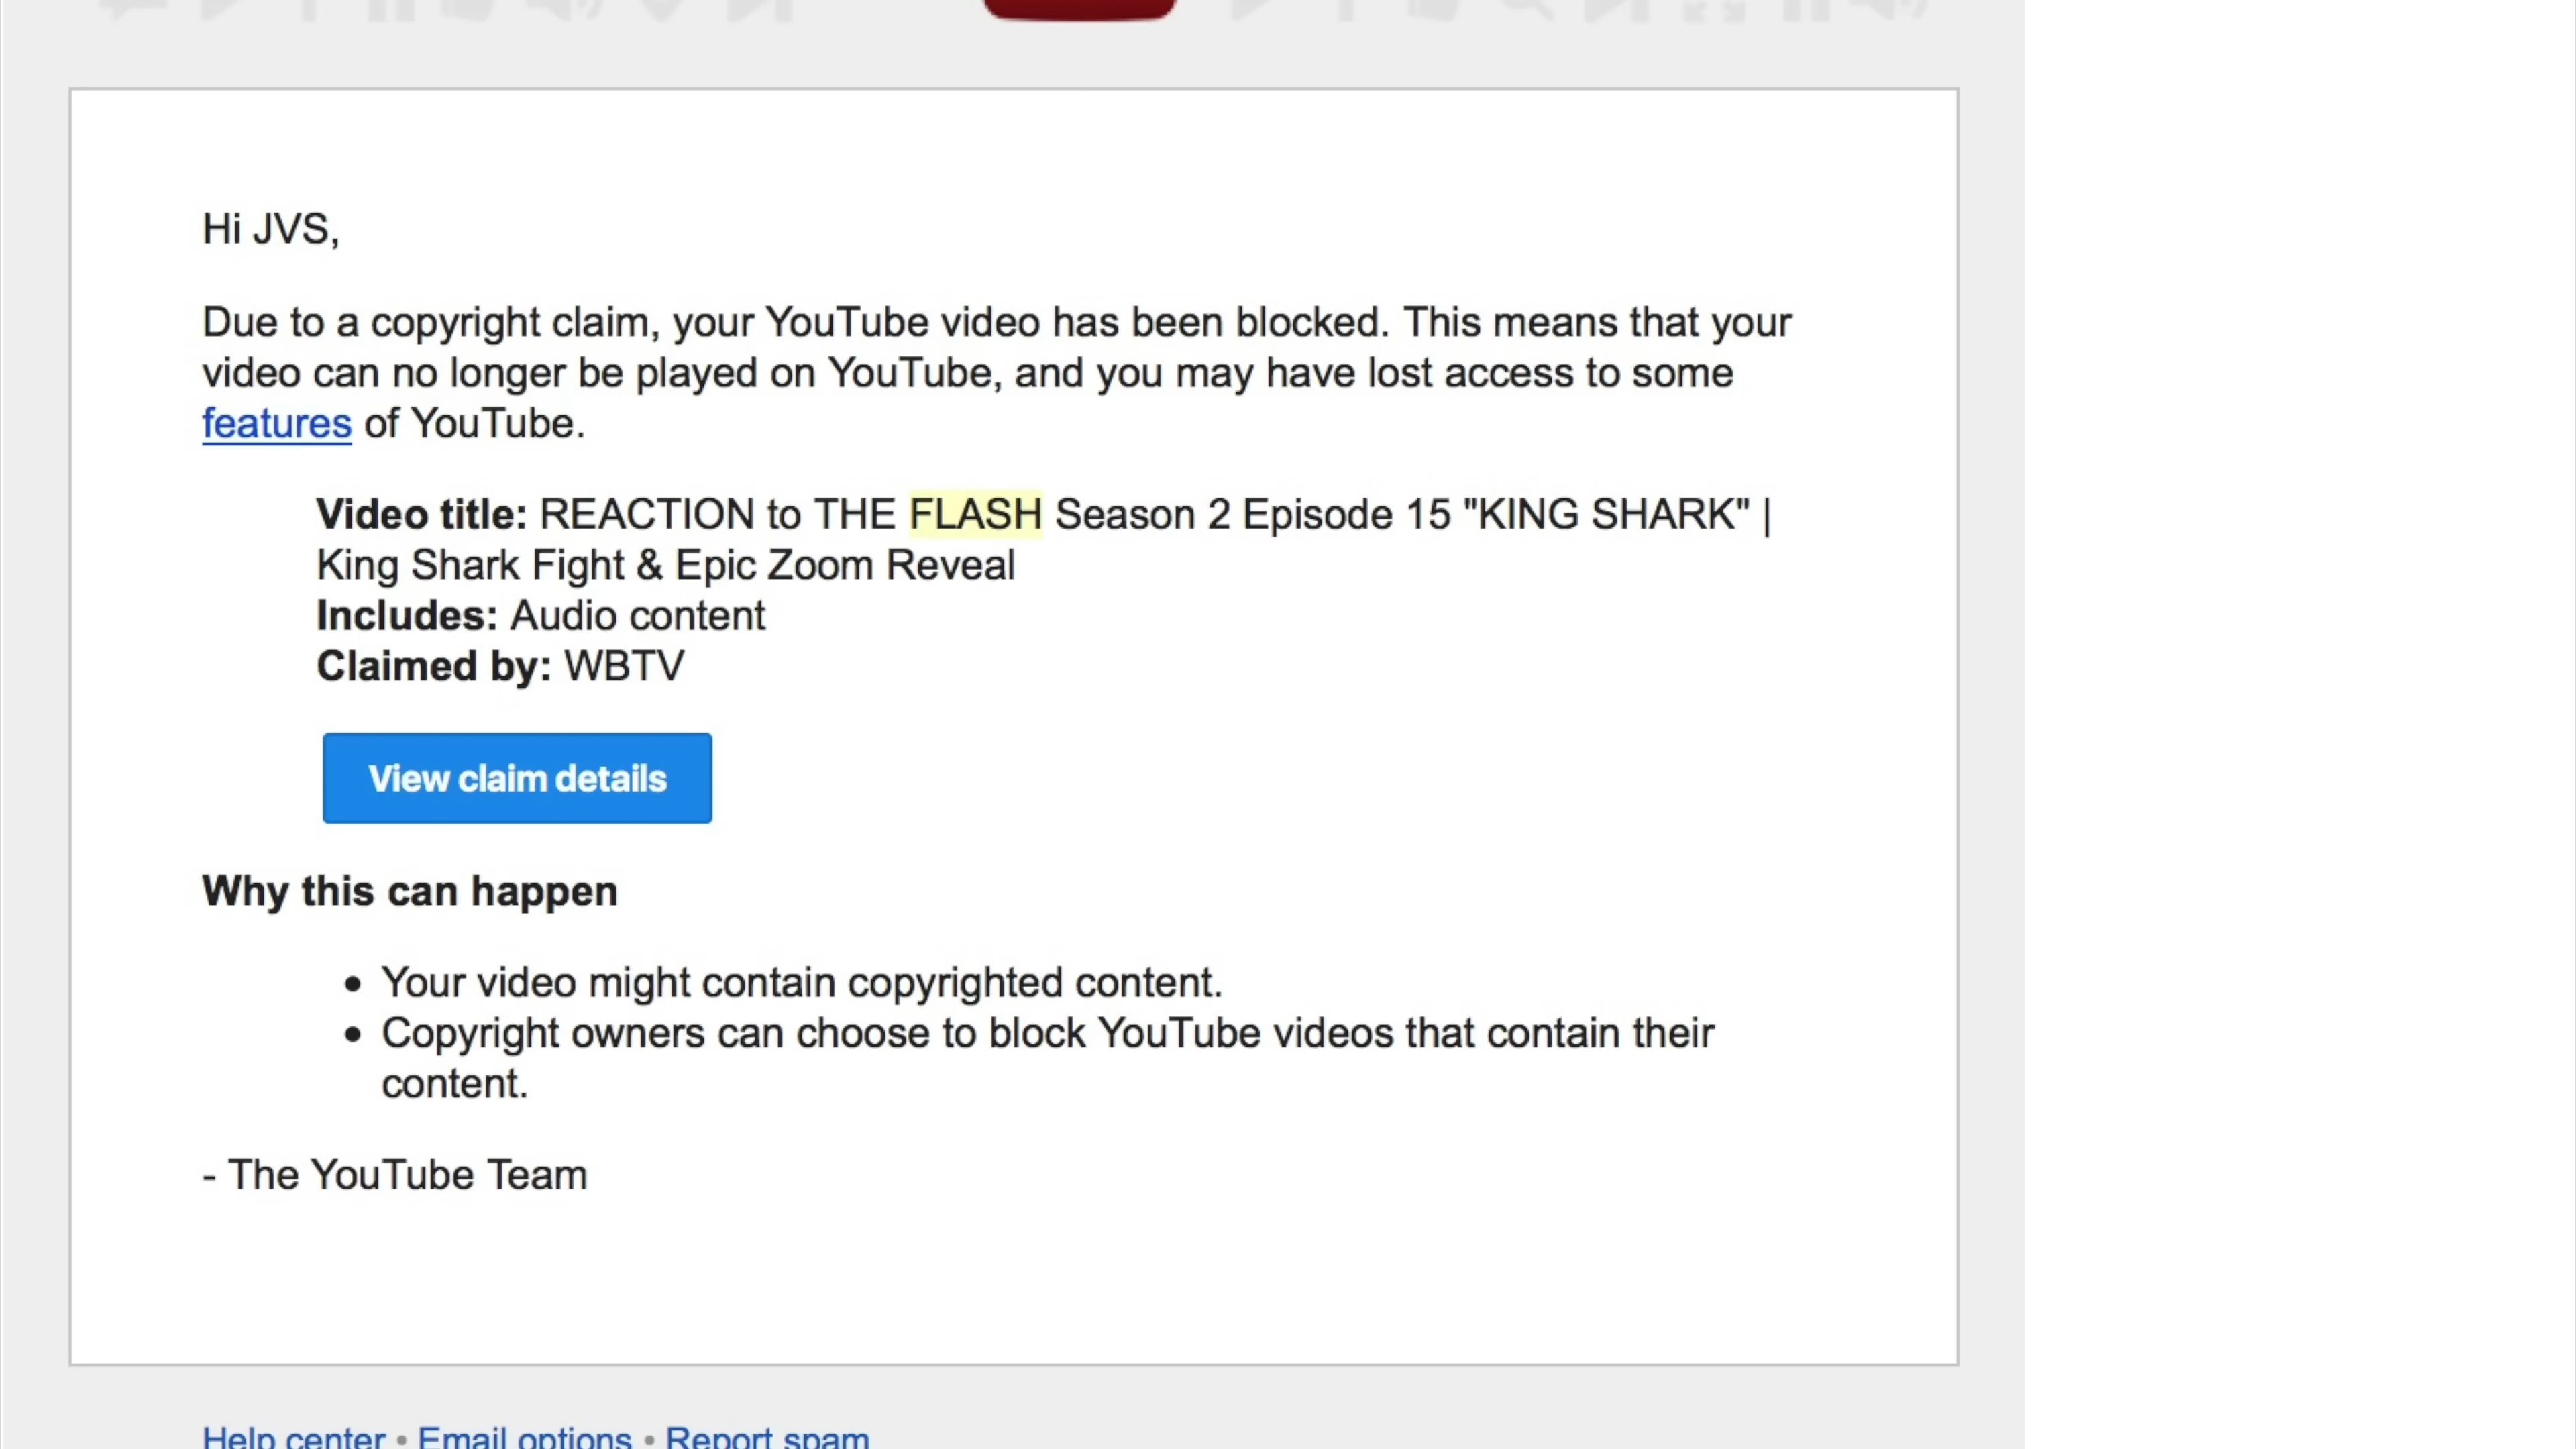 Hi JVS,
Due to a copyright claim, your YouTube video has been blocked. This means that your
video can no longer be played on YouTube, and you may have lost access to some
features of YouTube.
Video title: REACTION to THE FLASH Season 2 Episode 15 "KING SHARK" |
King Shark Fight & Epic Zoom Reveal
Includes: Audio content
Claimed by: WBTV
View claim details
Why this can happen
• Your video might contain copyrighted content.
• Copyright owners can choose to block YouTube videos that contain their
content.
- The YouTube Team
Help center • Email options • Report spam